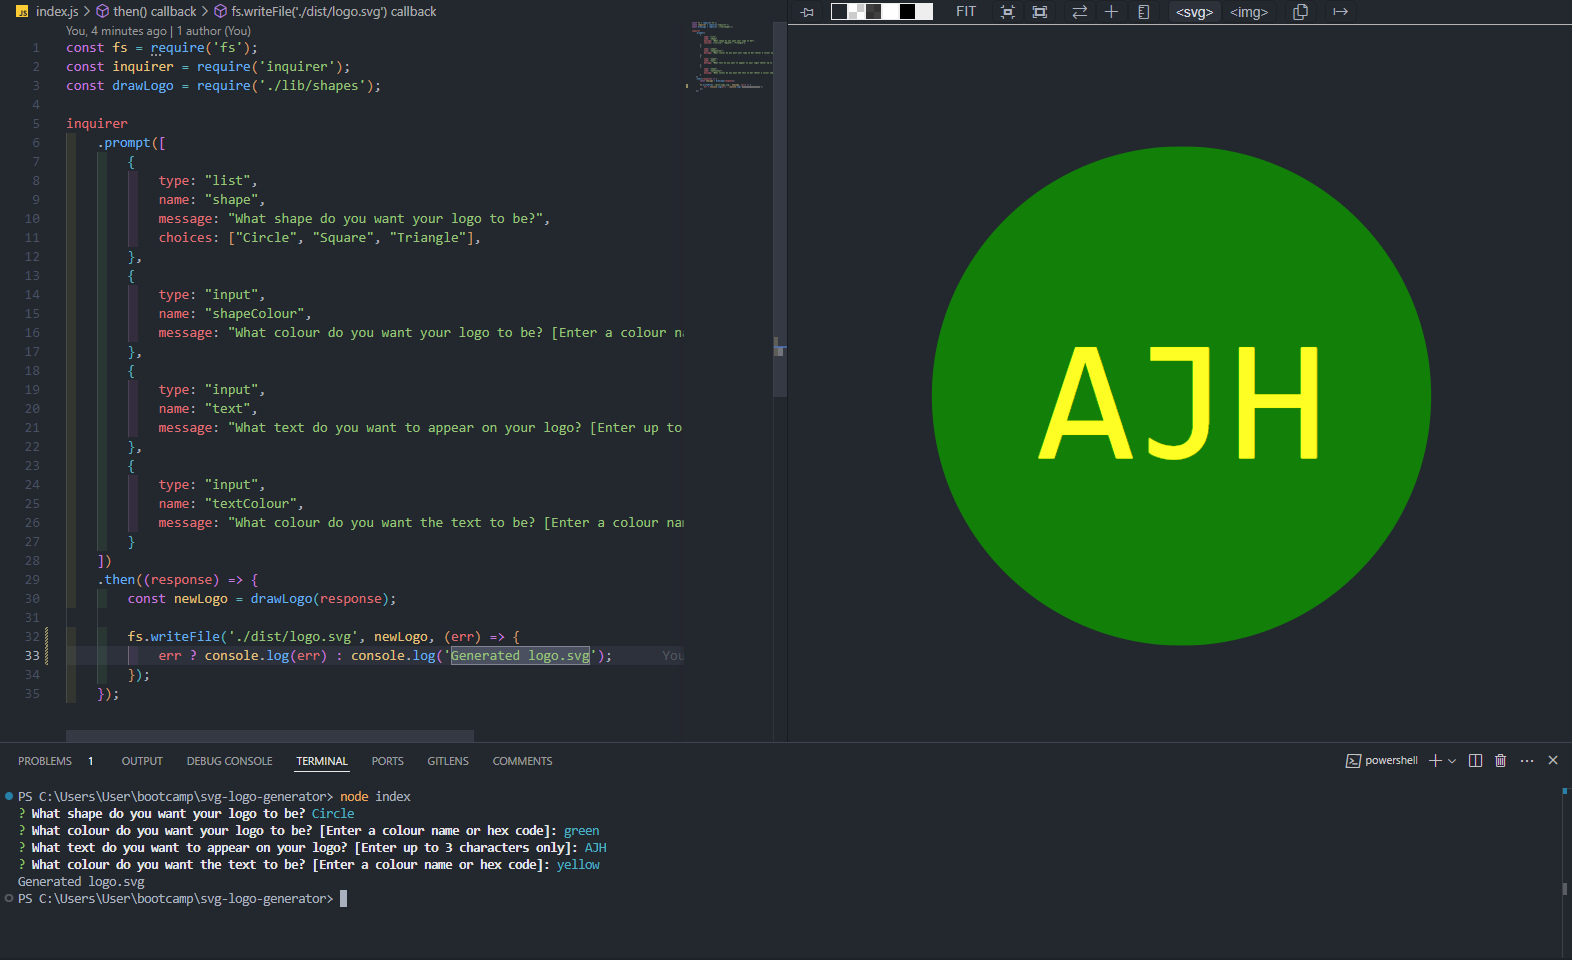 JS index.js > then() callback > fs.writeFile('./dist/logo.svg') callback
You, 4 minutes ago | 1 author (You)
1 const fs = require('fs');
2 const inquirer = require('inquirer');
3 const drawLogo = require('./lib/shapes');
4
5 inquirer
6 .prompt([
7 {
8 type: "list",
9 name: "shape",
10 message: "What shape do you want your logo to be?",
11 choices: ["Circle", "Square", "Triangle"],
12 },
13 {
14 type: "input",
15 name: "shapeColour",
16 message: "What colour do you want your logo to be? [Enter a colour na
17 },
18 {
19 type: "input",
20 name: "text",
21 message: "What text do you want to appear on your logo? [Enter up to
22 },
23 {
24 type: "input",
25 name: "textColour",
26 message: "What colour do you want the text to be? [Enter a colour nam
27 }
28 ])
29 .then((response) => {
30 const newLogo = drawLogo(response);
31
32 fs.writeFile('./dist/logo.svg', newLogo, (err) => {
33 err ? console.log(err) : console.log('Generated logo.svg'); You
34 });
35 });
FIT <svg> <img>
AJH
PROBLEMS 1 OUTPUT DEBUG CONSOLE TERMINAL PORTS GITLENS COMMENTS
powershell
PS C:\Users\User\bootcamp\svg-logo-generator> node index
? What shape do you want your logo to be? Circle
? What colour do you want your logo to be? [Enter a colour name or hex code]: green
? What text do you want to appear on your logo? [Enter up to 3 characters only]: AJH
? What colour do you want the text to be? [Enter a colour name or hex code]: yellow
Generated logo.svg
PS C:\Users\User\bootcamp\svg-logo-generator>